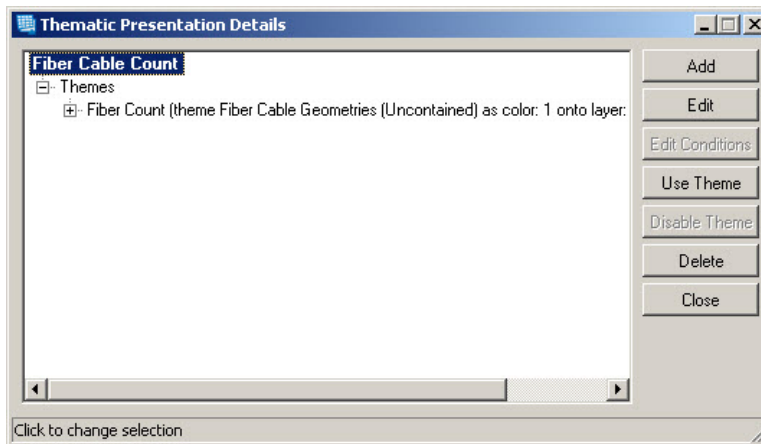 Thematic Presentation Details
Fiber Cable Count
Themes
Fiber Count (theme Fiber Cable Geometries (Uncontained) as color: 1 onto layer:
Add
Edit
Edit Conditions
Use Theme
Disable Theme
Delete
Close
Click to change selection